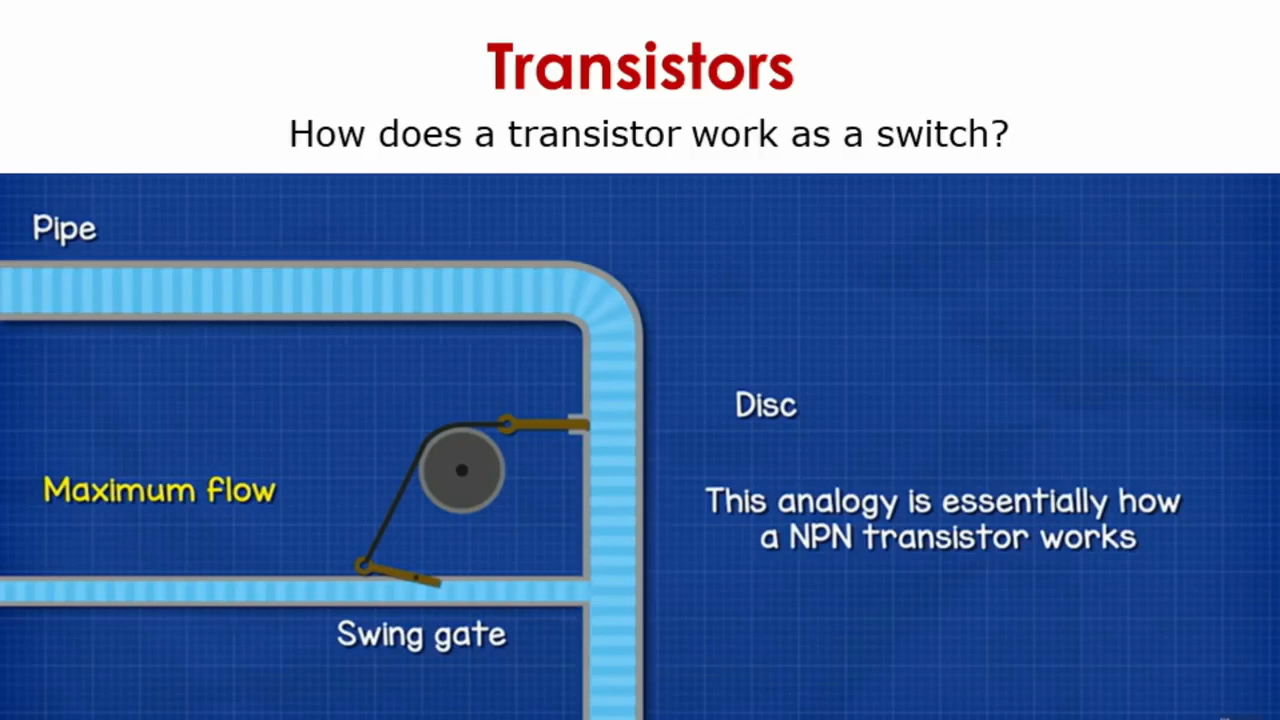 Transistors
How does a transistor work as a switch?
Pipe
Disc
Maximum flow
This analogy is essentially how
a NPN transistor works
Swing gate